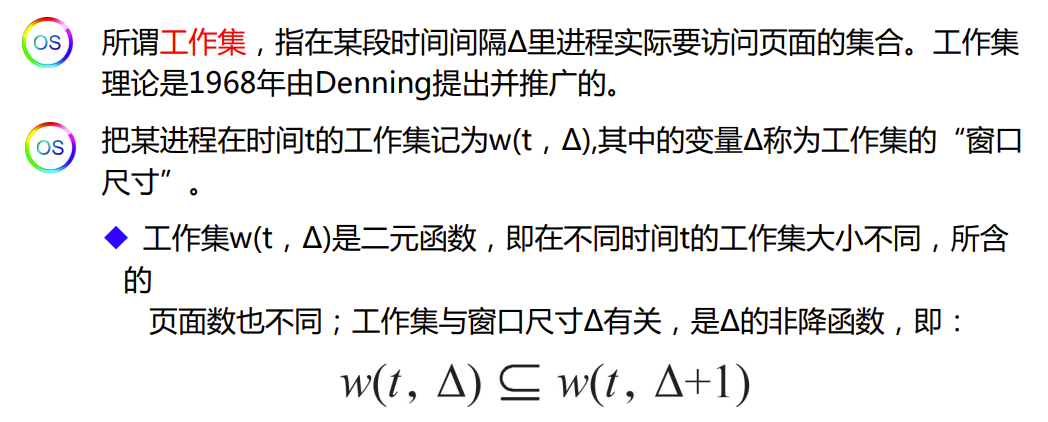 OS
所谓工作集，指在某段时间间隔Δ里进程实际要访问页面的集合。工作集
理论是1968年由Denning提出并推广的。
OS
把某进程在时间t的工作集记为w(t，Δ),其中的变量Δ称为工作集的“窗口
尺寸”。
工作集w(t，Δ)是二元函数，即在不同时间t的工作集大小不同，所含
的
页面数也不同；工作集与窗口尺寸Δ有关，是Δ的非降函数，即：
w(t, Δ) ⊆ w(t, Δ+1)